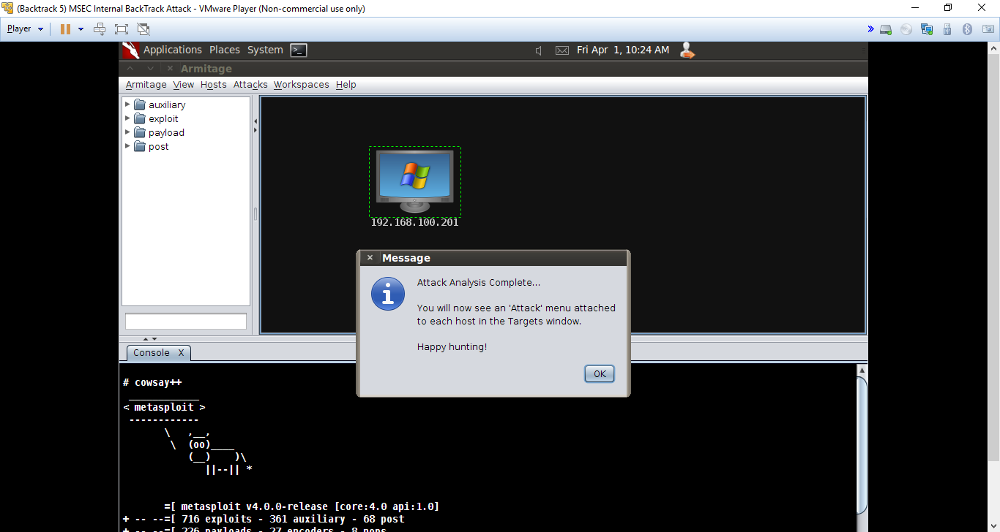 (Backtrack 5) MSEC Internal BackTrack Attack - VMware Player (Non-commercial use only)
Player
Applications Places System Fri Apr 1, 10:24 AM
Armitage
Armitage View Hosts Attacks Workspaces Help
auxiliary
exploit
payload
post
192.168.100.201
Message
Attack Analysis Complete...
You will now see an 'Attack' menu attached
to each host in the Targets window.
Happy hunting!
OK
Console X
# cowsay++
 ____________
< metasploit >
 ------------
       \   ,__,
        \  (oo)____
           (__)    )\
              ||--|| *
       =[ metasploit v4.0.0-release [core:4.0 api:1.0]
+ -- --=[ 716 exploits - 361 auxiliary - 68 post
+ -- --=[ 226 payloads - 27 encoders - 8 nops